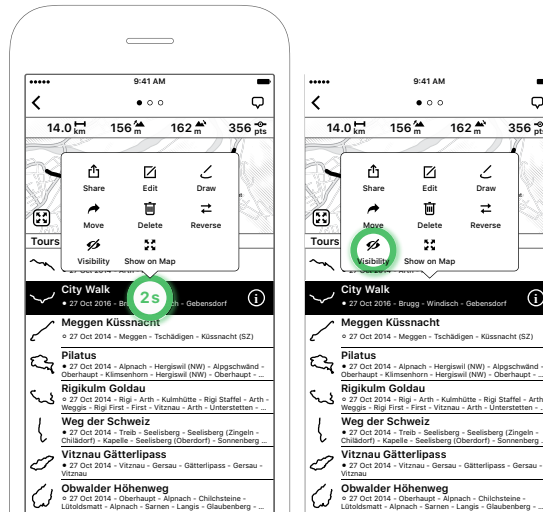 9:41 AM
14.0 km 156 m 162 m 356 pts
Share Edit Draw
Move Delete Reverse
Visibility Show on Map
Tours
City Walk
27 Oct 2016 - Gebensdorf
2s
Meggen Küssnacht
27 Oct 2014 - Meggen - Tschädigen - Küssnacht (SZ)
Pilatus
27 Oct 2014 - Alpnach - Hergiswil (NW) - Alpgschwänd -
Oberhaupt - Klimsenhorn - Hergiswil (NW) - Oberhaupt - ...
Rigikulm Goldau
27 Oct 2014 - Rigi - Arth - Kulmhütte - Rigi Staffel - Arth -
Weggis - Rigi First - First - Vitznau - Arth - Unterstetten - ...
Weg der Schweiz
27 Oct 2014 - Treib - Seelisberg - Seelisberg (Zingeln -
Chilädorf) - Kapelle - Seelisberg (Oberdorf) - Sonnenberg ...
Vitznau Gätterlipass
27 Oct 2014 - Vitznau - Gersau - Gätterlipass - Gersau -
Vitznau
Obwalder Höhenweg
27 Oct 2014 - Oberhaupt - Alpnach - Chilchsteine -
Lütoldsmatt - Alpnach - Sarnen - Langis - Glaubenberg - ...
9:41 AM
14.0 km 156 m 162 m 356 pts
Share Edit Draw
Move Delete Reverse
Visibility Show on Map
Tours
City Walk
27 Oct 2016 - Brugg - Windisch - Gebensdorf
Meggen Küssnacht
27 Oct 2014 - Meggen - Tschädigen - Küssnacht (SZ)
Pilatus
27 Oct 2014 - Alpnach - Hergiswil (NW) - Alpgschwänd -
Oberhaupt - Klimsenhorn - Hergiswil (NW) - Oberhaupt - ...
Rigikulm Goldau
27 Oct 2014 - Rigi - Arth - Kulmhütte - Rigi Staffel - Arth
Weggis - Rigi First - First - Vitznau - Arth - Unterstetten - ...
Weg der Schweiz
27 Oct 2014 - Treib - Seelisberg - Seelisberg (Zingeln -
Chilädorf) - Kapelle - Seelisberg (Oberdorf) - Sonnenberg ...
Vitznau Gätterlipass
27 Oct 2014 - Vitznau - Gersau - Gätterlipass - Gersau -
Vitznau
Obwalder Höhenweg
27 Oct 2014 - Oberhaupt - Alpnach - Chilchsteine -
Lütoldsmatt - Alpnach - Sarnen - Langis - Glaubenberg - ...